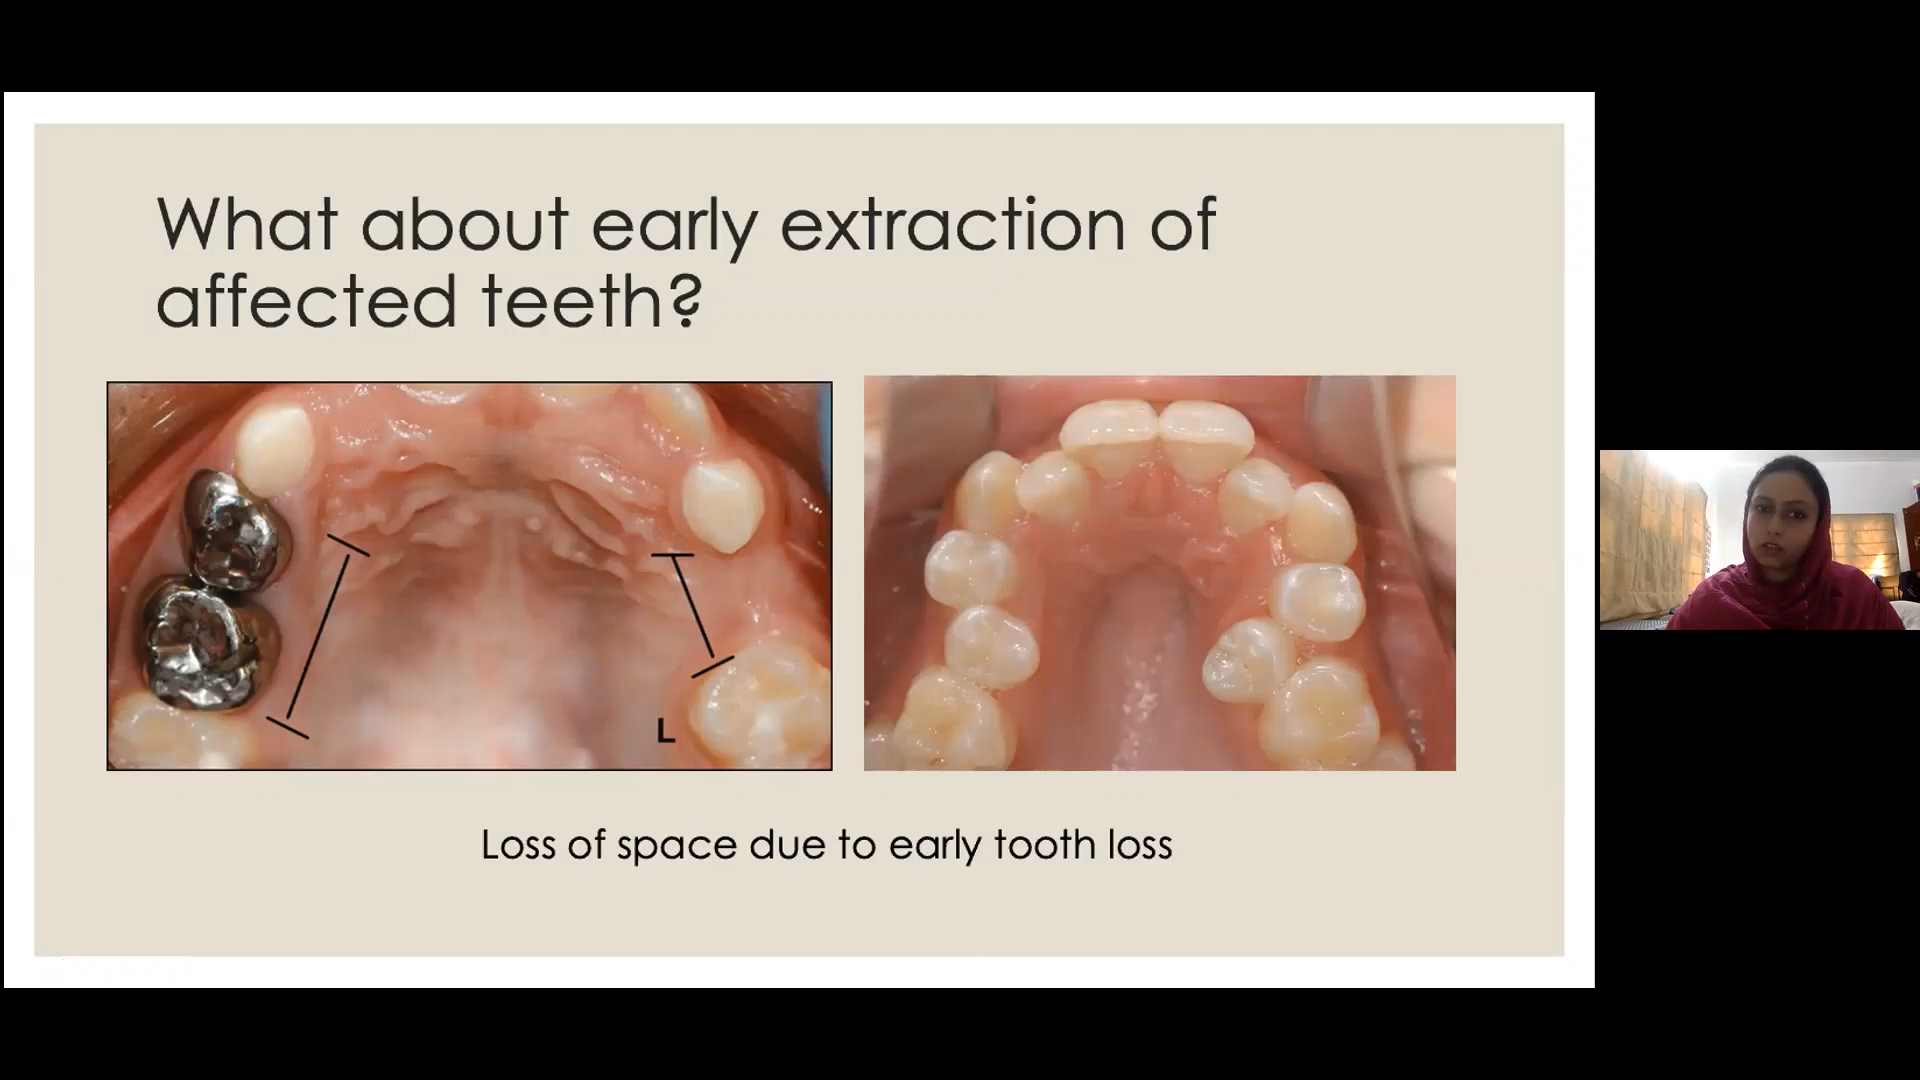 What about early extraction of
affected teeth?
L
Loss of space due to early tooth loss